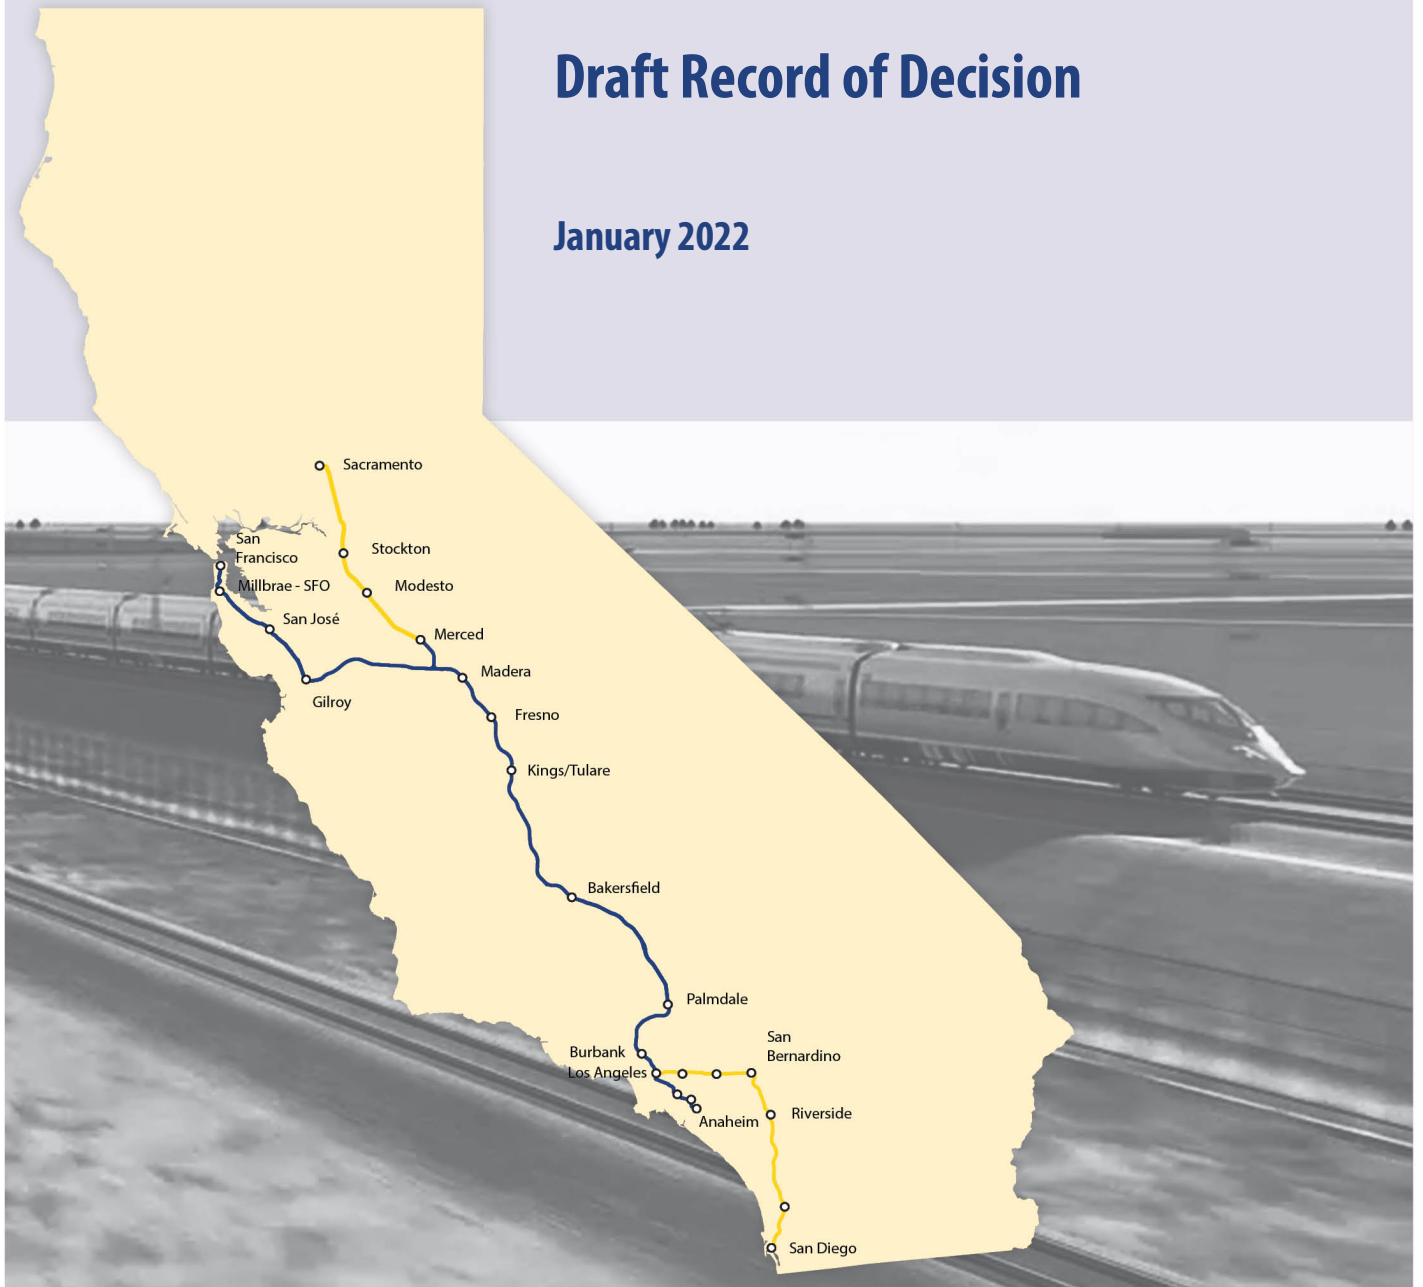 Draft Record of Decision
January 2022
Sacramento
San
Francisco
Stockton
Millbrae - SFO
Modesto
San José
Merced
Madera
Gilroy
Fresno
Kings/Tulare
Bakersfield
Palmdale
San
Bernardino
Burbank
Los Angeles
Riverside
Anaheim
San Diego